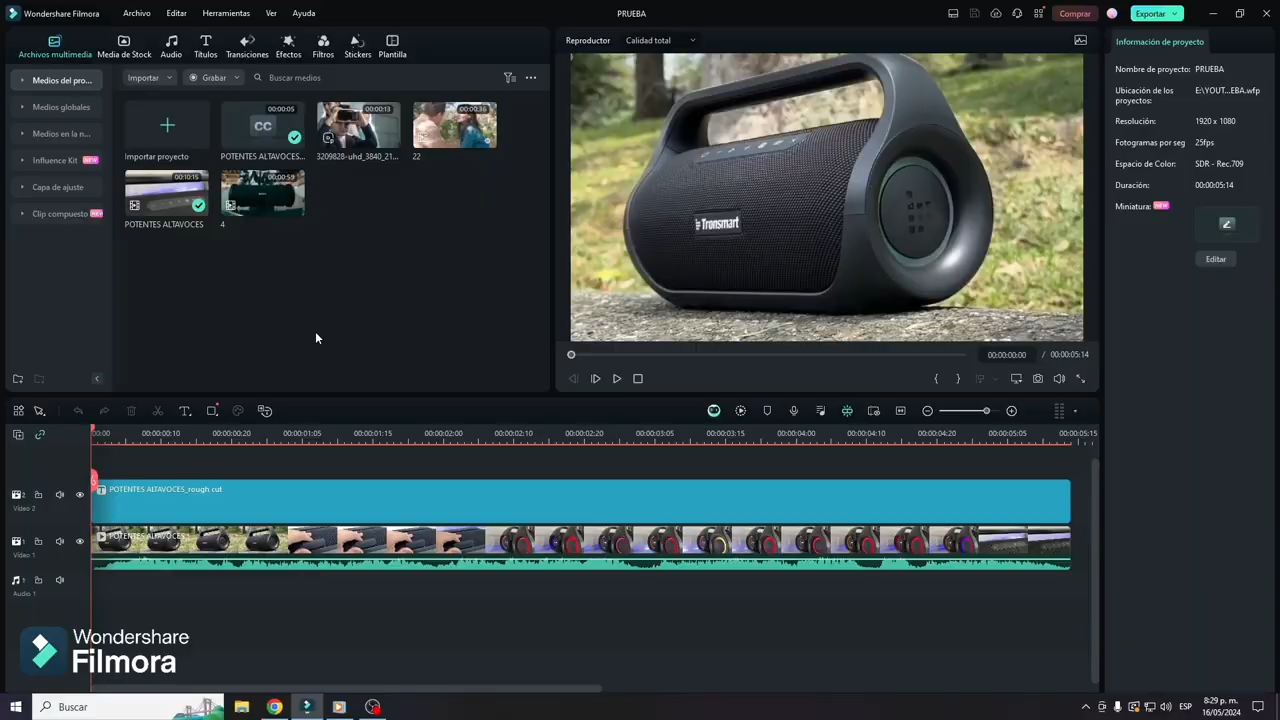 Wondershare Filmora
Archivo
Editar
Herramientas
Ver
Ayuda
PRUEBA
Comprar
Exportar
Archivos multimedia
Media de Stock
Audio
Títulos
Transiciones
Efectos
Filtros
Stickers
Plantilla
Reproductor
Calidad total
Información de proyecto
Medios del pro...
Importar
Grabar
Buscar medios
Nombre de proyecto:
PRUEBA
Medios globales
Ubicación de los
proyectos:
E:\YOUT...EBA.wfp
Medios en la n...
Resolución:
1920 x 1080
Influence Kit
NEW
Fotogramas por seg
25fps
Capa de ajuste
Espacio de Color:
SDR - Rec.709
Clip compuesto
NEW
Duración:
00:00:05:14
Miniatura:
NEW
Editar
00:00:05
CC
00:00:13
00:00:36
Importar proyecto
POTENTES ALTAVOCES...
3209828-uhd_3840_21...
22
00:10:15
00:00:59
POTENTES ALTAVOCES
4
Tronsmart
00:00:00:00
/
00:00:05:14
00:00
00:00:00:10
00:00:00:20
00:00:01:05
00:00:01:15
00:00:02:00
00:00:02:10
00:00:02:20
00:00:03:05
00:00:03:15
00:00:04:00
00:00:04:10
00:00:04:20
00:00:05:05
00:00:05:15
2
POTENTES ALTAVOCES_rough cut
Video 2
1
POTENTES ALTAVOCES
Video 1
1
Audio 1
Wondershare
Filmora
Buscar
ESP
8:29 p. m.
16/05/2024